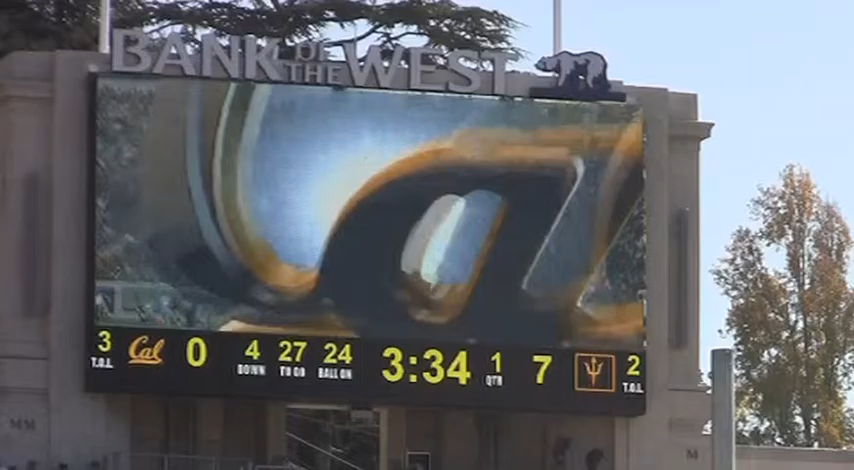 BANK OF THE WEST
3 T.O.L Cal 0 4 DOWN 27 TO GO 24 BALL ON 3:34 1 QTR 7 2 T.O.L
MM
M